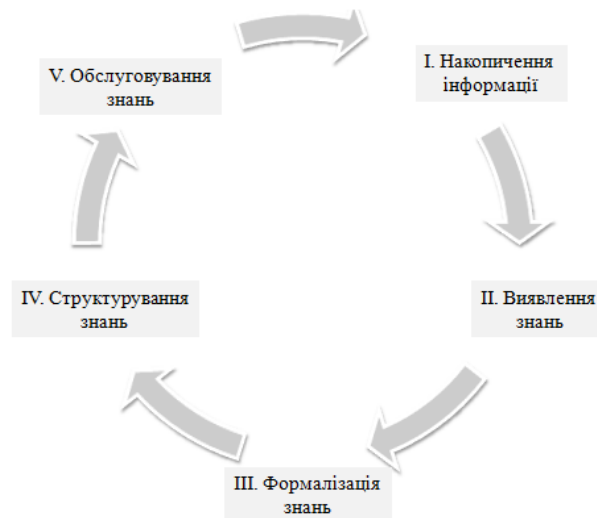 I. Накопичення
інформації
II. Виявлення
знань
III. Формалізація
знань
IV. Структурування
знань
V. Обслуговування
знань